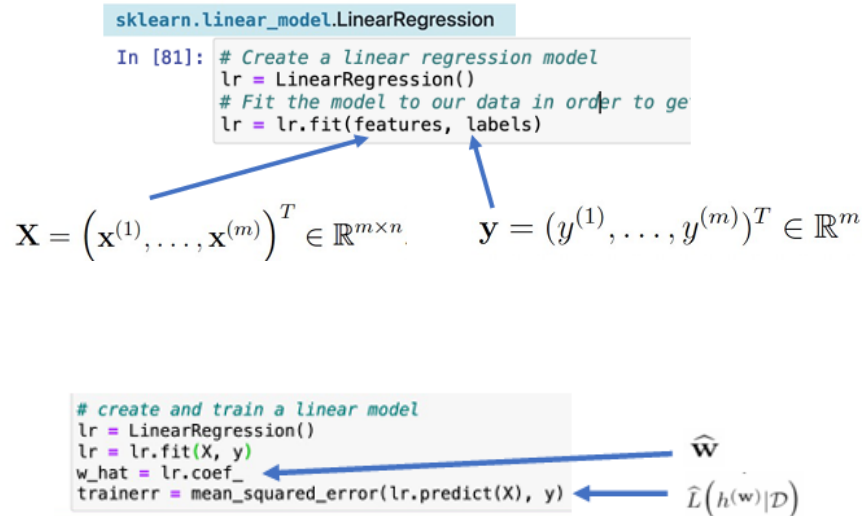 sklearn.linear_model.LinearRegression
In [81]: # Create a linear regression model
lr = LinearRegression()
# Fit the model to our data in order to ge
lr = lr.fit(features, labels)
𝐗 = (𝐱^{(1)}, . . . , 𝐱^{(m)})^T ∈ ℝ^{m×n}.
𝐲 = (y^{(1)}, . . . , y^{(m)})^T ∈ ℝ^m
# create and train a linear model
lr = LinearRegression()
lr = lr.fit(X, y)
w_hat = lr.coef_
ŵ
trainerr = mean_squared_error(lr.predict(X), y)
L̂(h^{(𝐰)}|𝒟)